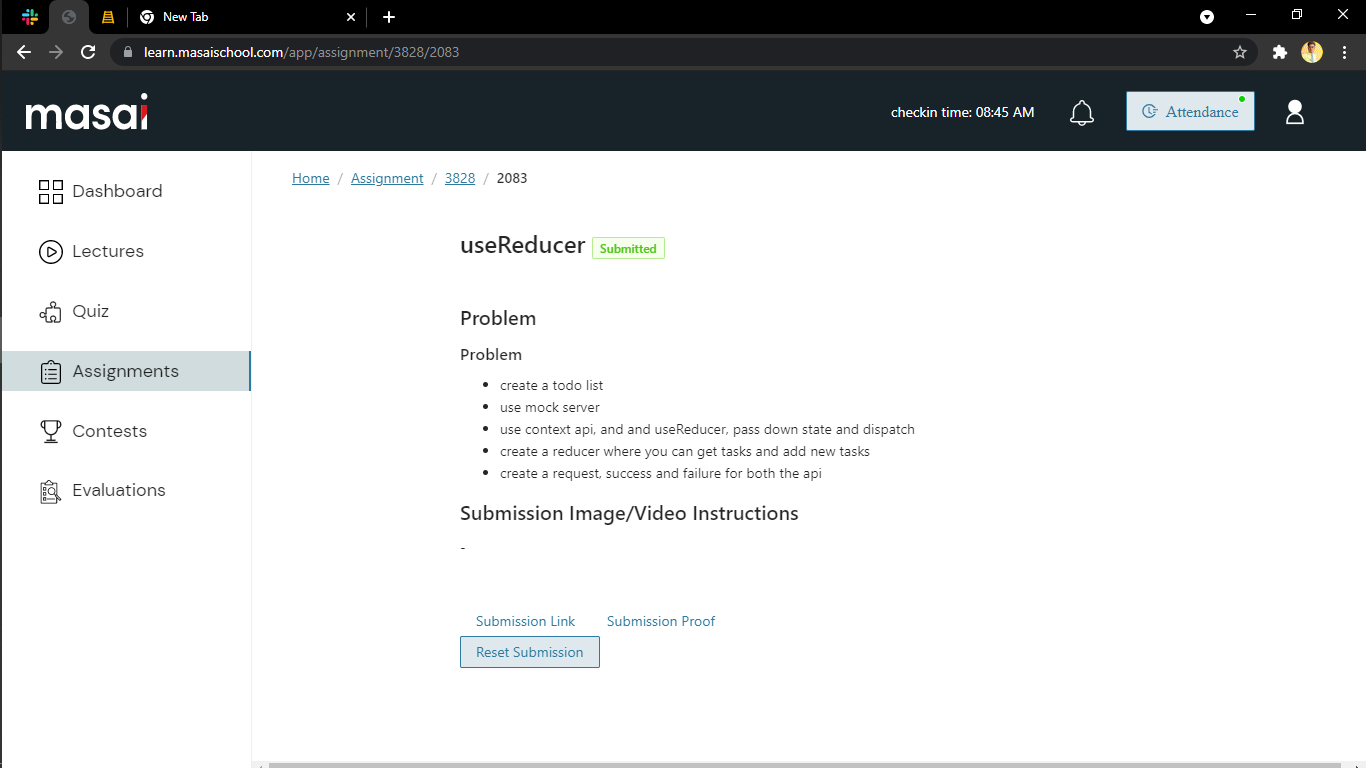 New Tab
learn.masaischool.com/app/assignment/3828/2083
masai
checkin time: 08:45 AM
Attendance
Dashboard
Lectures
Quiz
Assignments
Contests
Evaluations
Home / Assignment / 3828 / 2083
useReducer Submitted
Problem
Problem
• create a todo list
• use mock server
• use context api, and and useReducer, pass down state and dispatch
• create a reducer where you can get tasks and add new tasks
• create a request, success and failure for both the api
Submission Image/Video Instructions
-
Submission Link Submission Proof
Reset Submission